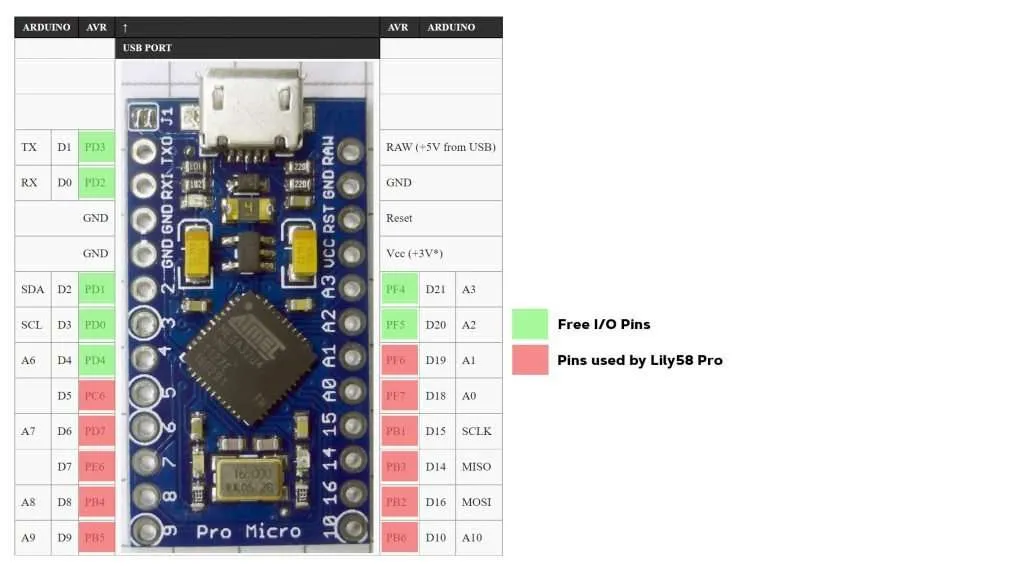 ARDUINO AVR ↑ AVR ARDUINO
USB PORT
J1
TX D1 PD3 TXO RAW RAW (+5V from USB)
RX D0 PD2 RX1 GND GND
GND GND RST Reset
GND GND VCC Vcc (+3V*)
SDA D2 PD1 2 A3 PF4 D21 A3
SCL D3 PD0 3 A2 PF5 D20 A2
A6 D4 PD4 4 A1 PF6 D19 A1
D5 PC6 5 A0 PF7 D18 A0
A7 D6 PD7 6 15 PB1 D15 SCLK
D7 PE6 7 14 PB3 D14 MISO
A8 D8 PB4 8 16 PB2 D16 MOSI
A9 D9 PB5 9 10 PB6 D10 A10
4
ATMEL
16.000
Pro Micro
Free I/O Pins
Pins used by Lily58 Pro